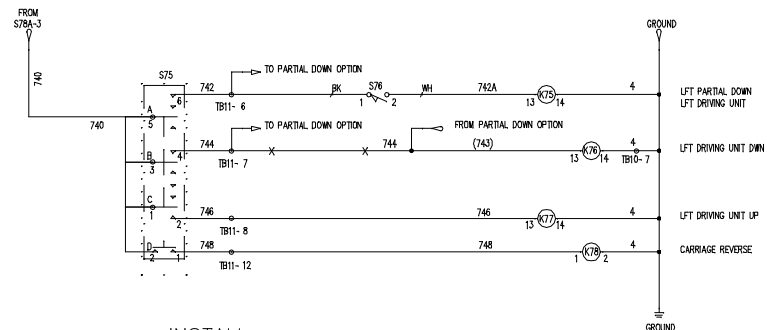 FROM
S78A-3
GROUND
740
S75
TO PARTIAL DOWN OPTION
742
BK
S76
WH
742A
K75
4
LFT PARTIAL DOWN
LFT DRIVING UNIT
6
TB11- 6
1
2
13
14
A
5
740
TO PARTIAL DOWN OPTION
FROM PARTIAL DOWN OPTION
744
X
X
744
(743)
K76
4
LFT DRIVING UNIT DWN
4
TB11- 7
13
14
TB10- 7
B
3
C
1
746
746
K77
4
LFT DRIVING UNIT UP
2
TB11- 8
13
14
D
748
748
K78
4
CARRIAGE REVERSE
2
1
TB11- 12
1
2
GROUND